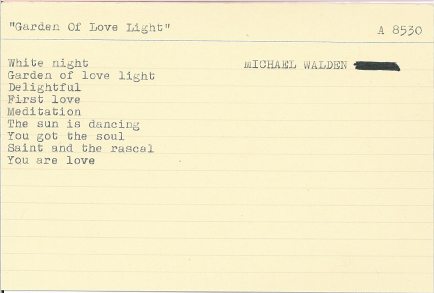 "Garden Of Love Light"
A 8530
White night
MICHAEL WALDEN
Garden of love light
Delightful
First love
Meditation
The sun is dancing
You got the soul
Saint and the rascal
You are love